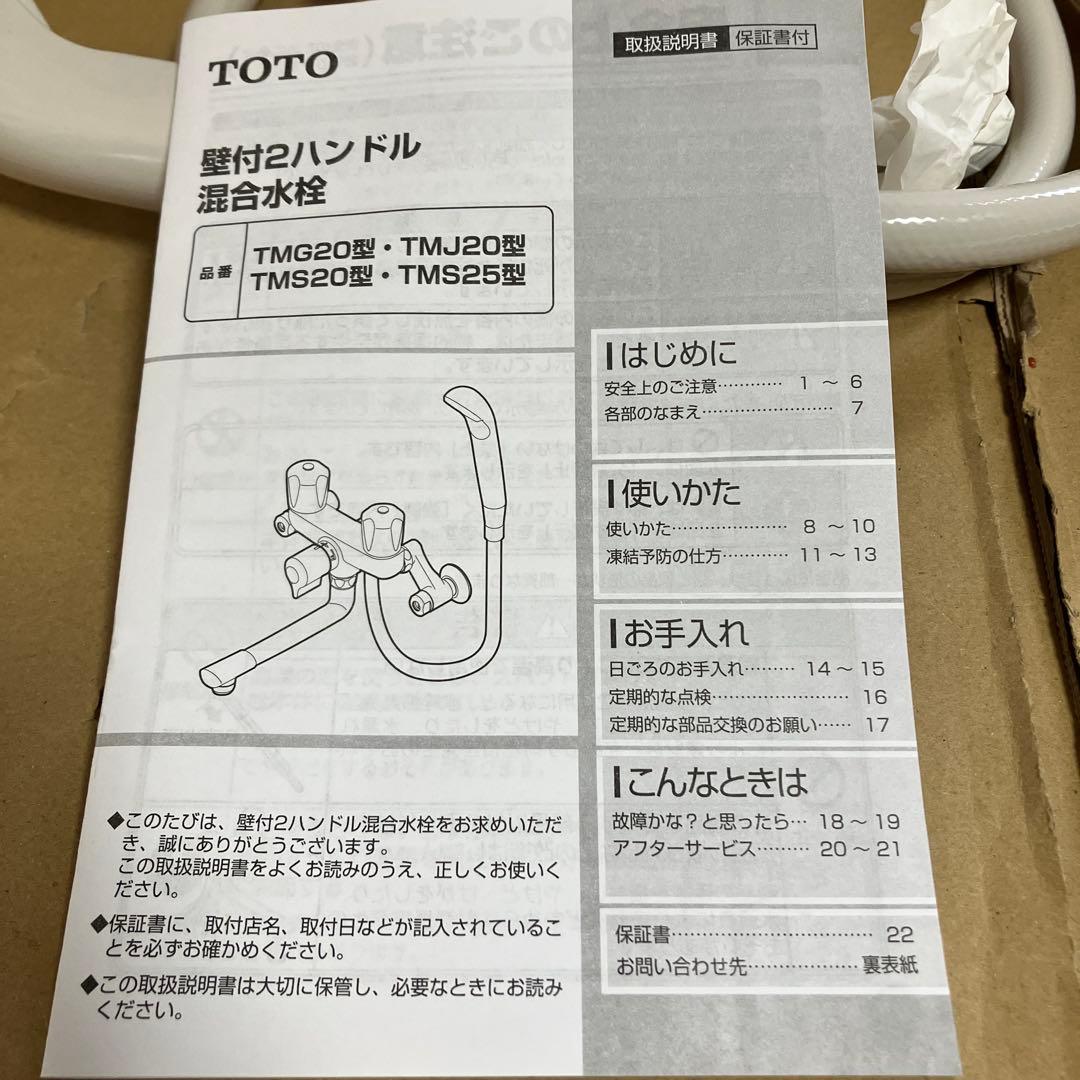 取扱説明書 保証書付
TOTO
壁付2ハンドル
混合水栓
品番
TMG20型・TMJ20型
TMS20型・TMS25型
はじめに
安全上のご注意………… 1 ～ 6
各部のなまえ…………………… 7
使いかた
使いかた………………… 8 ～10
凍結予防の仕方………… 11～13
お手入れ
日ごろのお手入れ……… 14～15
定期的な点検…………………… 16
定期的な部品交換のお願い…… 17
こんなときは
故障かな？と思ったら… 18～19
アフターサービス……… 20～21
保証書…………………………… 22
お問い合わせ先……………… 裏表紙
◆このたびは、壁付2ハンドル混合水栓をお求めいただ
き、誠にありがとうございます。
この取扱説明書をよくお読みのうえ、正しくお使いく
ださい。
◆保証書に、取付店名、取付日などが記入されているこ
とを必ずお確かめください。
◆この取扱説明書は大切に保管し、必要なときにお読み
ください。